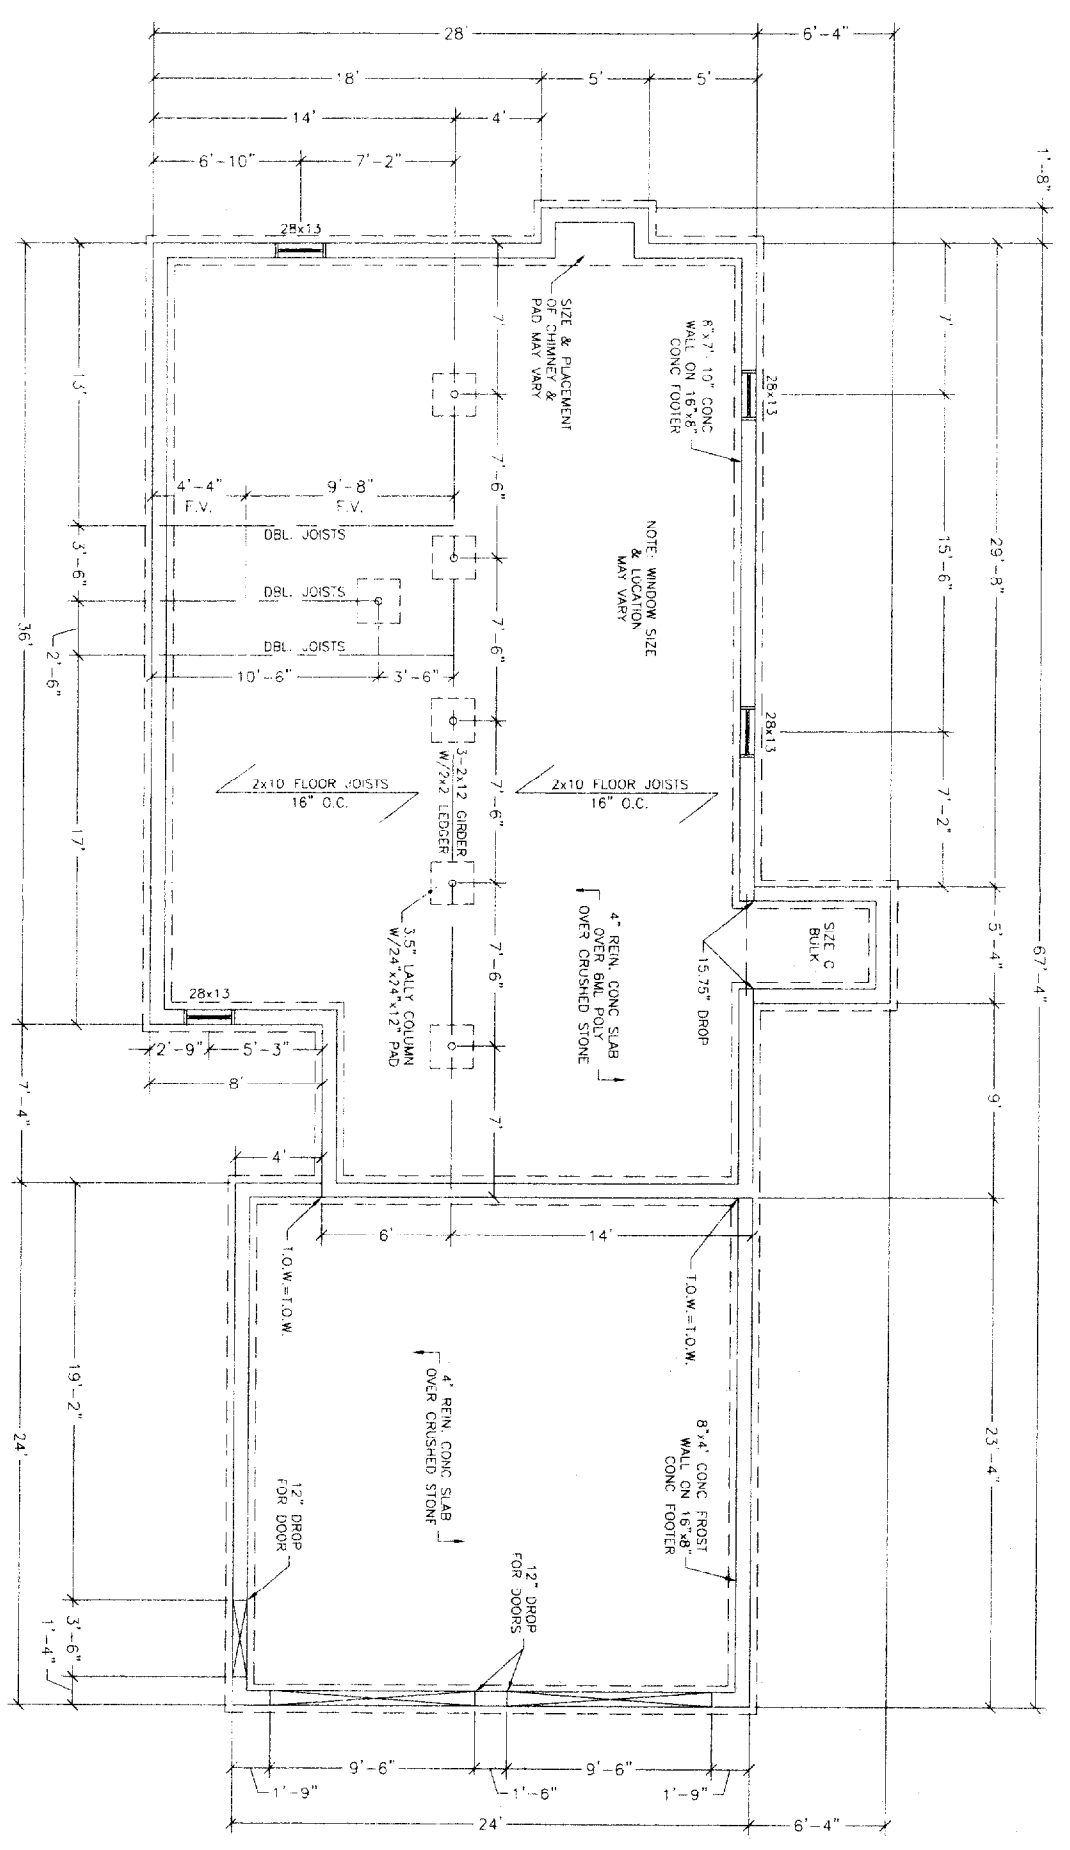 28'
6'-4"
18'
5'
5'
14'
4'
6'-10"
7'-2"
1'-8"
28x13
SIZE & PLACEMENT
OF CHIMNEY &
PAD MAY VARY
8"x7'-10" CONC
WALL ON 16"x8"
CONC FOOTER
28x13
7'
7'
13'
7'-6"
4'-4"
F.V.
9'-8"
F.V.
DBL. JOISTS
DBL. JOISTS
DBL. JOISTS
NOTE: WINDOW SIZE
& LOCATION
MAY VARY
15'-6"
29'-8"
3'-6"
36'
2'-6"
7'-6"
10'-6"
3'-6"
28x13
2x10 FLOOR JOISTS
16" O.C.
3-2x12 GIRDER
W/2x2 LEDGER
7'-6"
2x10 FLOOR JOISTS
16" O.C.
7'-2"
17'
4" REIN. CONC SLAB
OVER 6ML POLY
OVER CRUSHED STONE
SIZE C
BULK
5'-4"
67'-4"
3.5" LALLY COLUMN
W/24"x24"x12" PAD
7'-6"
15.75" DROP
28x13
2'-9"
5'-3"
8'
7'-4"
7'
9'
4'
6'
14'
T.O.W.=T.O.W.
T.O.W.=T.O.W.
19'-2"
24'
4" REIN. CONC SLAB
OVER CRUSHED STONE
8"x4' CONC FROST
WALL ON 16"x8"
CONC FOOTER
23'-4"
12" DROP
FOR DOOR
12" DROP
FOR DOORS
3'-6"
1'-4"
9'-6"
9'-6"
1'-9"
1'-6"
1'-9"
24'
6'-4"